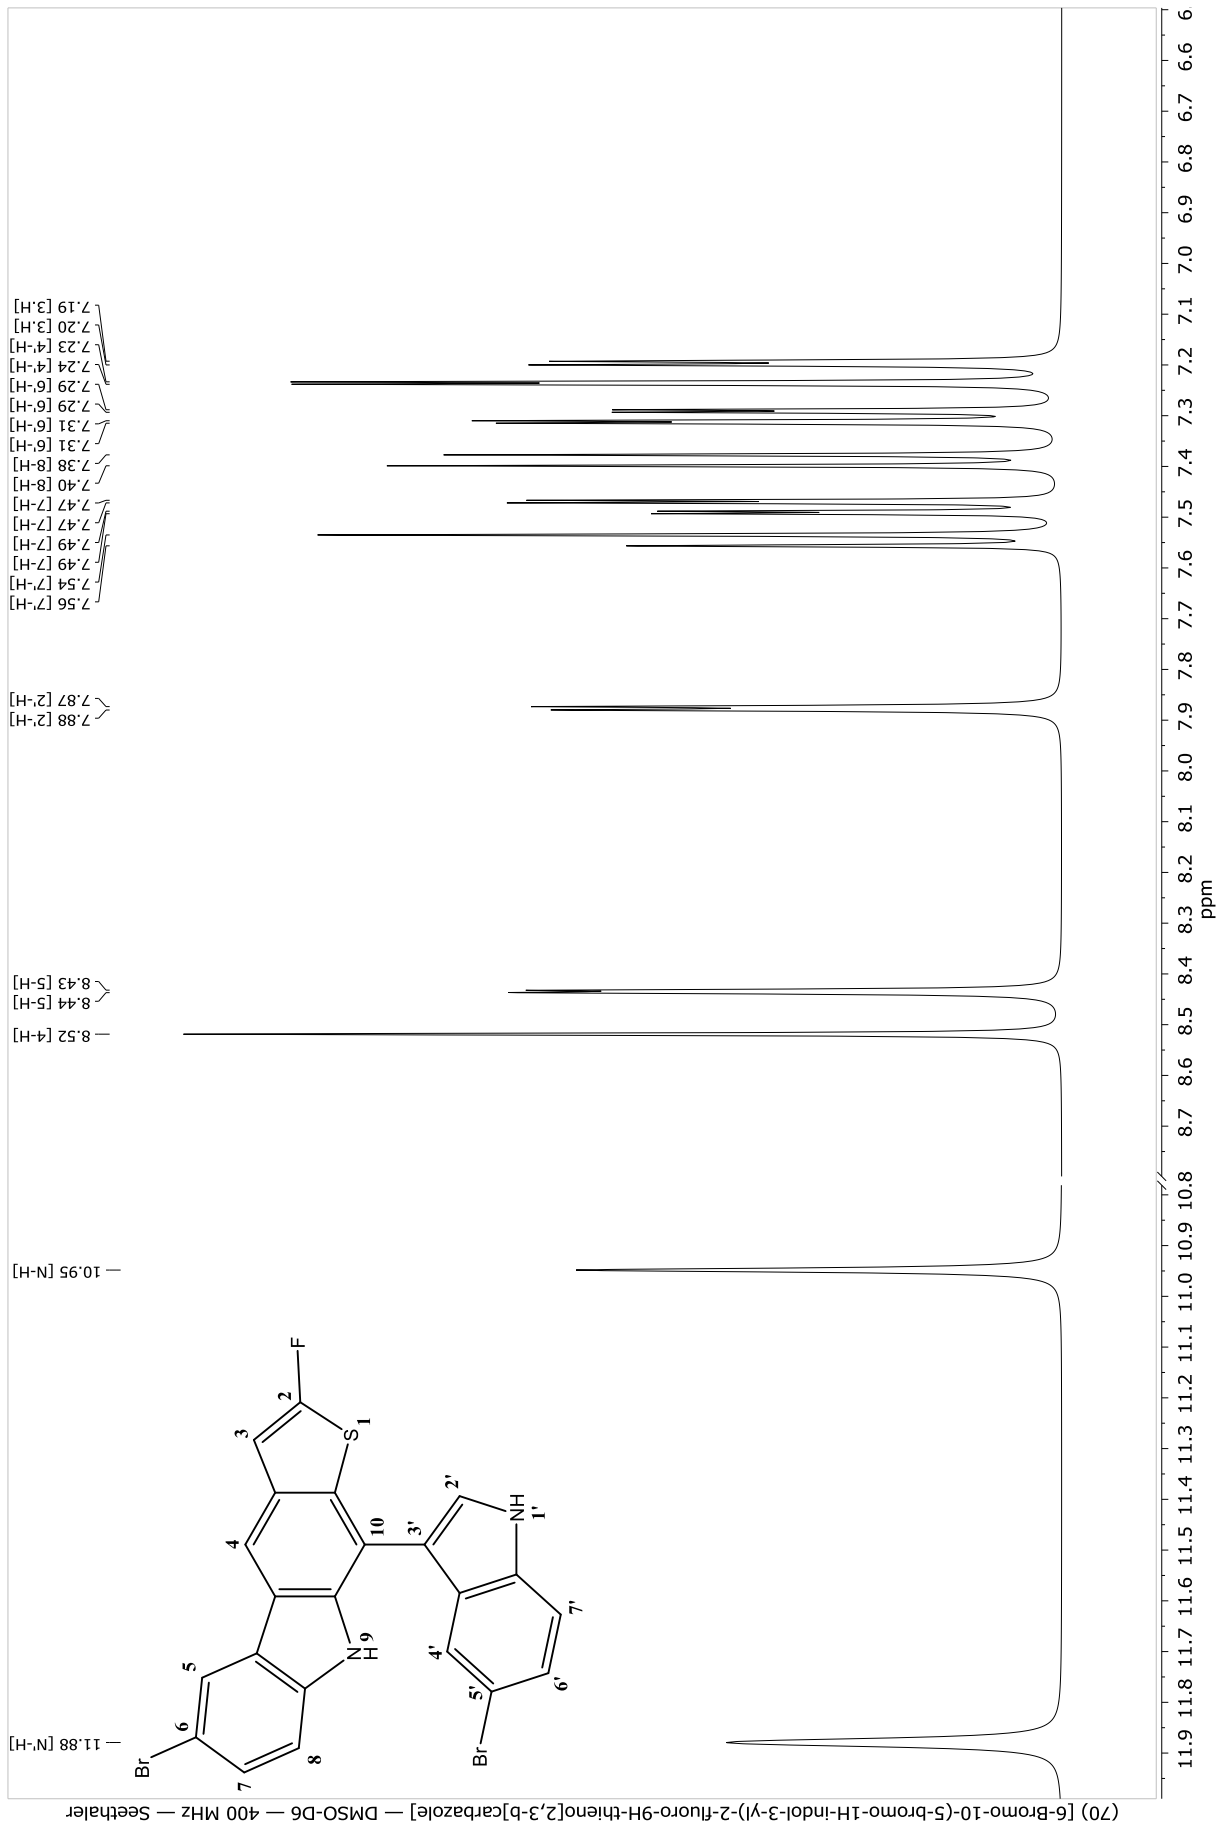 (70) [6-Bromo-10-(5-bromo-1H-indol-3-yl)-2-fluoro-9H-thieno[2,3-b]carbazole] — DMSO-D6 — 400 MHz — Seethaler
11.88 [N'-H]
10.95 [N-H]
8.52 [4-H]
8.44 [5-H]
8.43 [5-H]
7.88 [2'-H]
7.87 [2'-H]
7.56 [7'-H]
7.54 [7'-H]
7.49 [7-H]
7.49 [7-H]
7.47 [7-H]
7.47 [7-H]
7.40 [8-H]
7.38 [8-H]
7.31 [6'-H]
7.31 [6'-H]
7.29 [6'-H]
7.29 [6'-H]
7.24 [4'-H]
7.23 [4'-H]
7.20 [3.H]
7.19 [3.H]
Br
6
5
7
8
N
H
9
4
3
2
F
S
1
10
3'
2'
NH
1'
4'
5'
Br
6'
7'
11.9 11.8 11.7 11.6 11.5 11.4 11.3 11.2 11.1 11.0 10.9 10.8 8.7 8.6 8.5 8.4 8.3 8.2 8.1 8.0 7.9 7.8 7.7 7.6 7.5 7.4 7.3 7.2 7.1 7.0 6.9 6.8 6.7 6.6 6
ppm